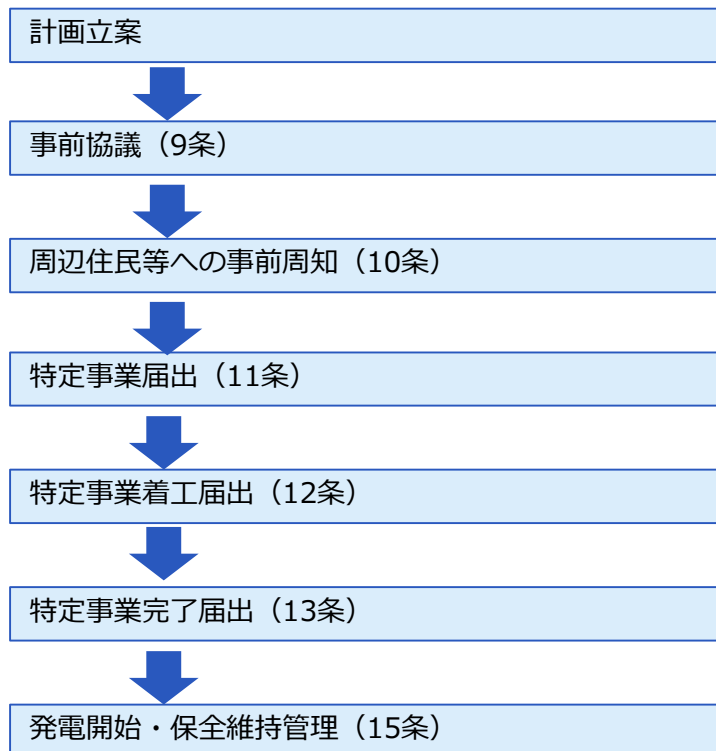 計画立案
事前協議（9条）
周辺住民等への事前周知（10条）
特定事業届出（11条）
特定事業着工届出（12条）
特定事業完了届出（13条）
発電開始・保全維持管理（15条）